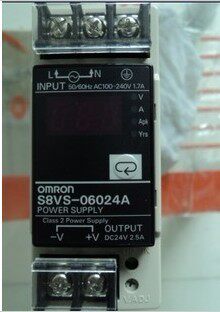 L N
INPUT 50/60Hz AC100-240V 1.7A
V
A
Apk
Yrs
omron
S8VS-06024A
POWER SUPPLY
Class 2 Power Supply
OUTPUT
-V +V DC24V 2.5A
V.ADJ